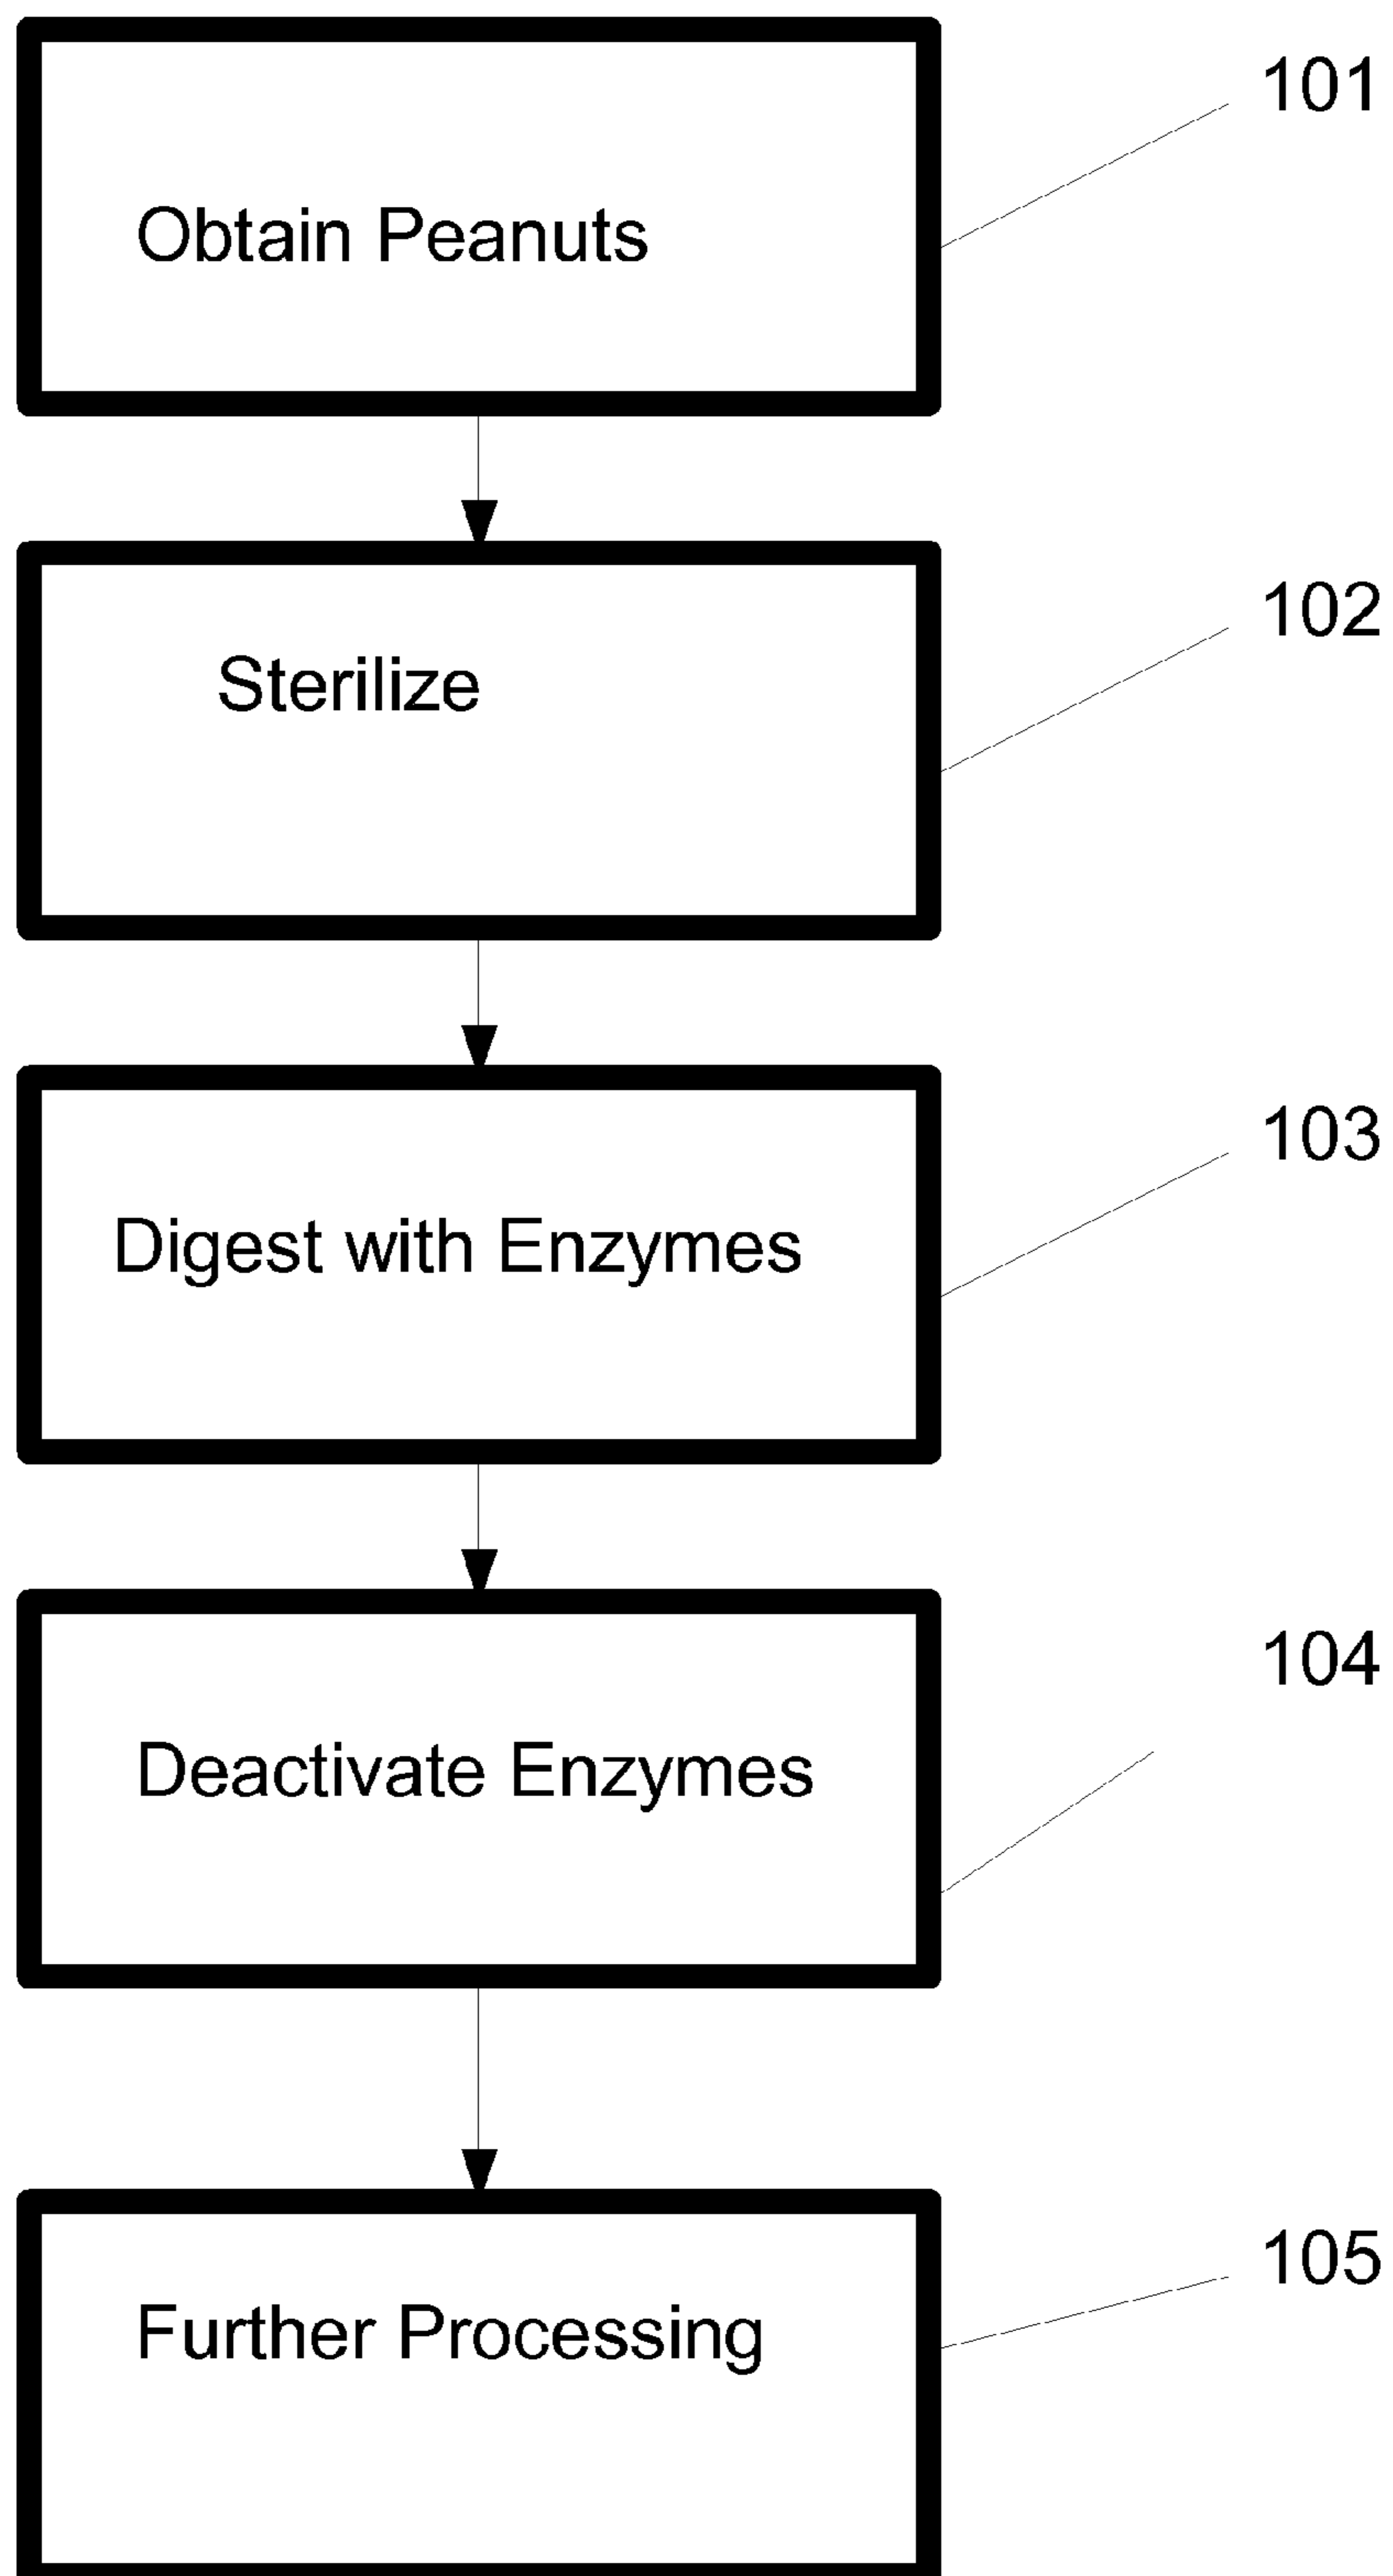 101
Obtain Peanuts
102
Sterilize
103
Digest with Enzymes
104
Deactivate Enzymes
105
Further Processing